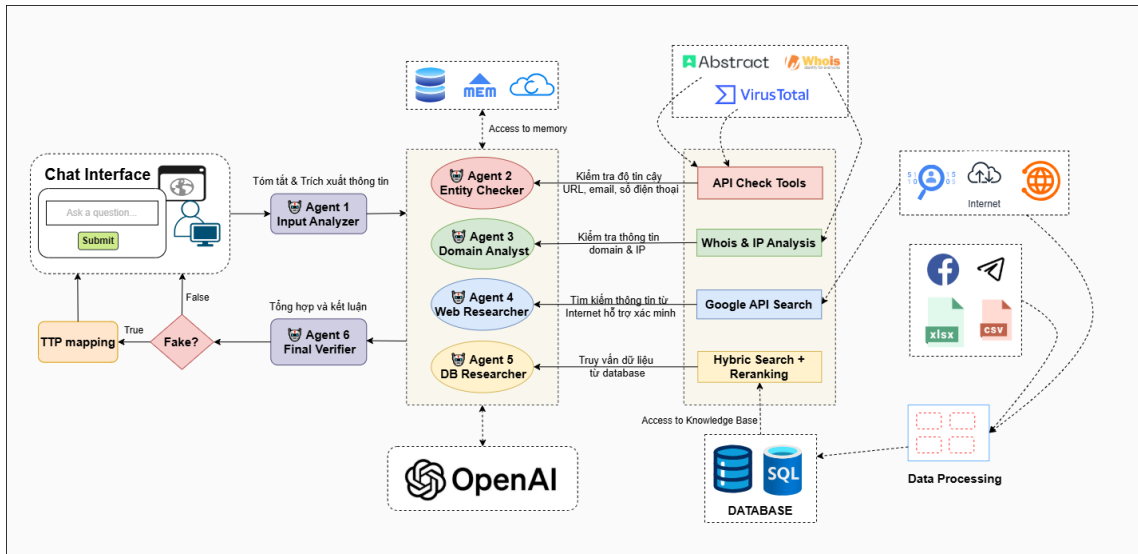 Abstract
Whois
VirusTotal
MEM
Access to memory
Chat Interface
Ask a question...
Submit
Tóm tắt & Trích xuất thông tin
Agent 1
Input Analyzer
Agent 2
Entity Checker
Kiểm tra độ tin cậy
URL, email, số điện thoại
API Check Tools
Internet
Agent 3
Domain Analyst
Kiểm tra thông tin
domain & IP
Whois & IP Analysis
Agent 4
Web Researcher
Tìm kiếm thông tin từ
Internet hỗ trợ xác minh
Google API Search
xlsx
csv
False
Tổng hợp và kết luận
TTP mapping
True
Fake?
Agent 6
Final Verifier
Agent 5
DB Researcher
Truy vấn dữ liệu
từ database
Hybric Search +
Reranking
Access to Knowledge Base
OpenAI
SQL
DATABASE
Data Processing